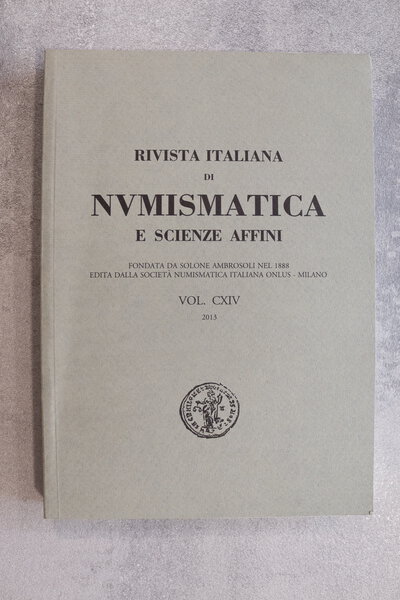 RIVISTA ITALIANA
DI
NVMISMATICA
E SCIENZE AFFINI
FONDATA DA SOLONE AMBROSOLI NEL 1888
EDITA DALLA SOCIETÀ NUMISMATICA ITALIANA ONLUS - MILANO
VOL. CXIV
2013